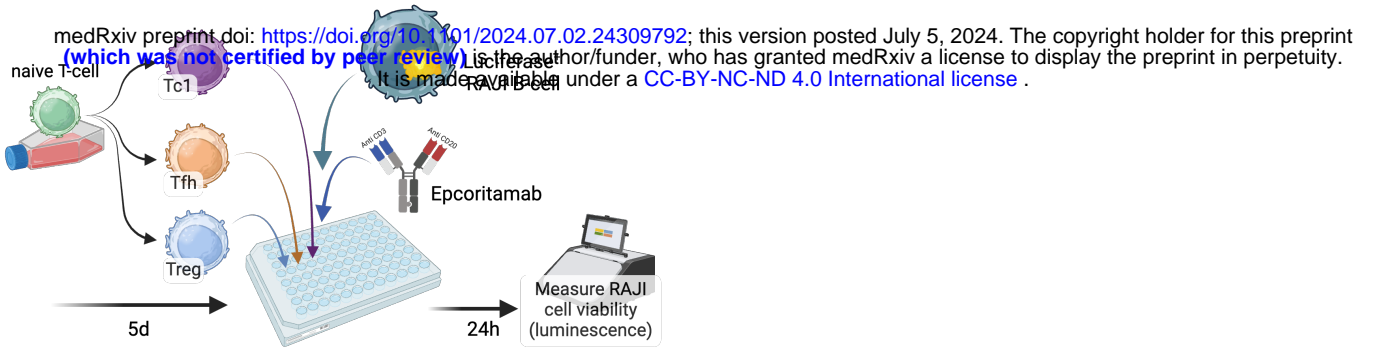 medRxiv preprint doi: https://doi.org/10.1101/2024.07.02.24309792; this version posted July 5, 2024. The copyright holder for this preprint
(which was not certified by peer review) is the author/funder, who has granted medRxiv a license to display the preprint in perpetuity.
It is made available under a CC-BY-NC-ND 4.0 International license .
naive T-cell
Tc1
Luciferase
RAJI B-cell
Anti CD3
Anti CD20
Tfh
Epcoritamab
Treg
Measure RAJI
cell viability
(luminescence)
5d
24h